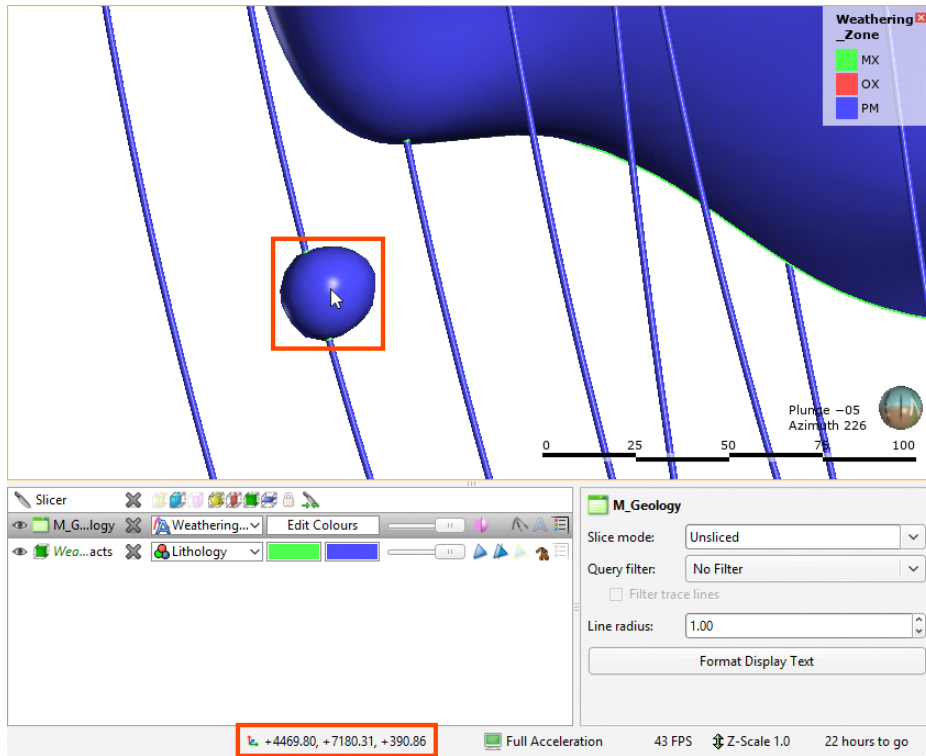 Weathering
_Zone
MX
OX
PM
Plunge −05
Azimuth 226
0 25 50 75 100
Slicer
M_G...logy Weathering... Edit Colours
Wea...acts Lithology
M_Geology
Slice mode: Unsliced
Query filter: No Filter
Filter trace lines
Line radius: 1.00
Format Display Text
+4469.80, +7180.31, +390.86 Full Acceleration 43 FPS Z-Scale 1.0 22 hours to go